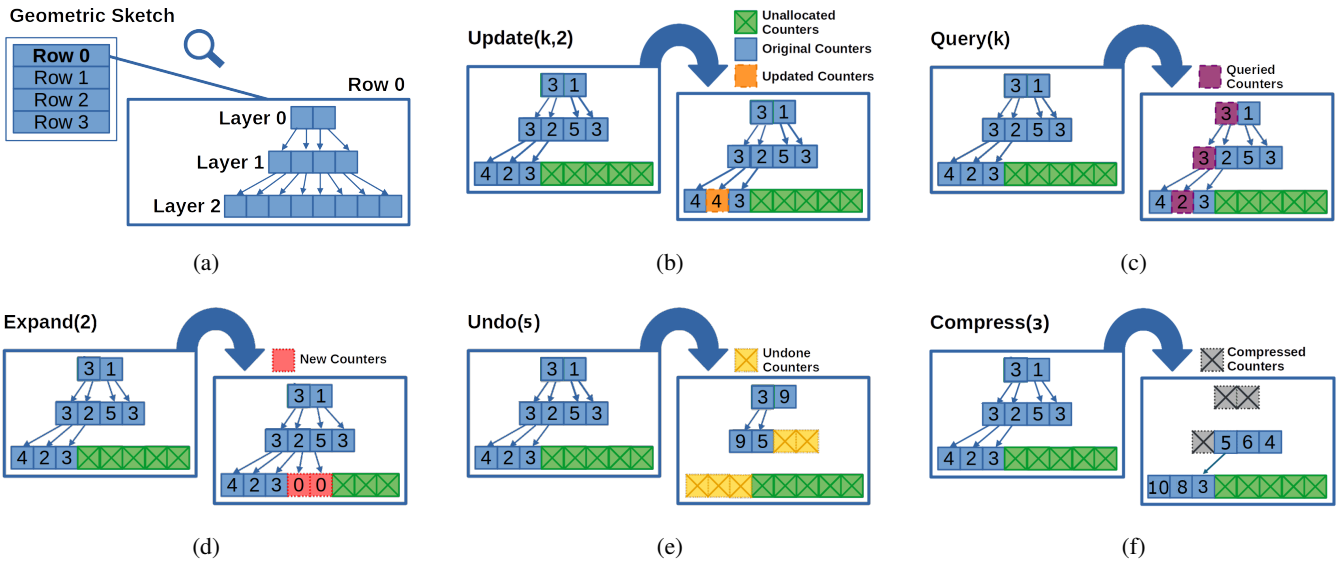 Geometric Sketch
Row 0
Row 1
Row 2
Row 3
Row 0
Layer 0
Layer 1
Layer 2
(a)
Update(k,2)
Unallocated
Counters
Original Counters
Updated Counters
3 1
3 2 5 3
4 2 3
3 1
3 2 5 3
4 4 3
(b)
Query(k)
Queried
Counters
3 1
3 2 5 3
4 2 3
3 1
3 2 5 3
4 2 3
(c)
Expand(2)
New Counters
3 1
3 2 5 3
4 2 3
3 1
3 2 5 3
4 2 3 0 0
(d)
Undo(5)
Undone
Counters
3 1
3 2 5 3
4 2 3
3 9
9 5
(e)
Compress(3)
Compressed
Counters
3 1
3 2 5 3
4 2 3
5 6 4
10 8 3
(f)